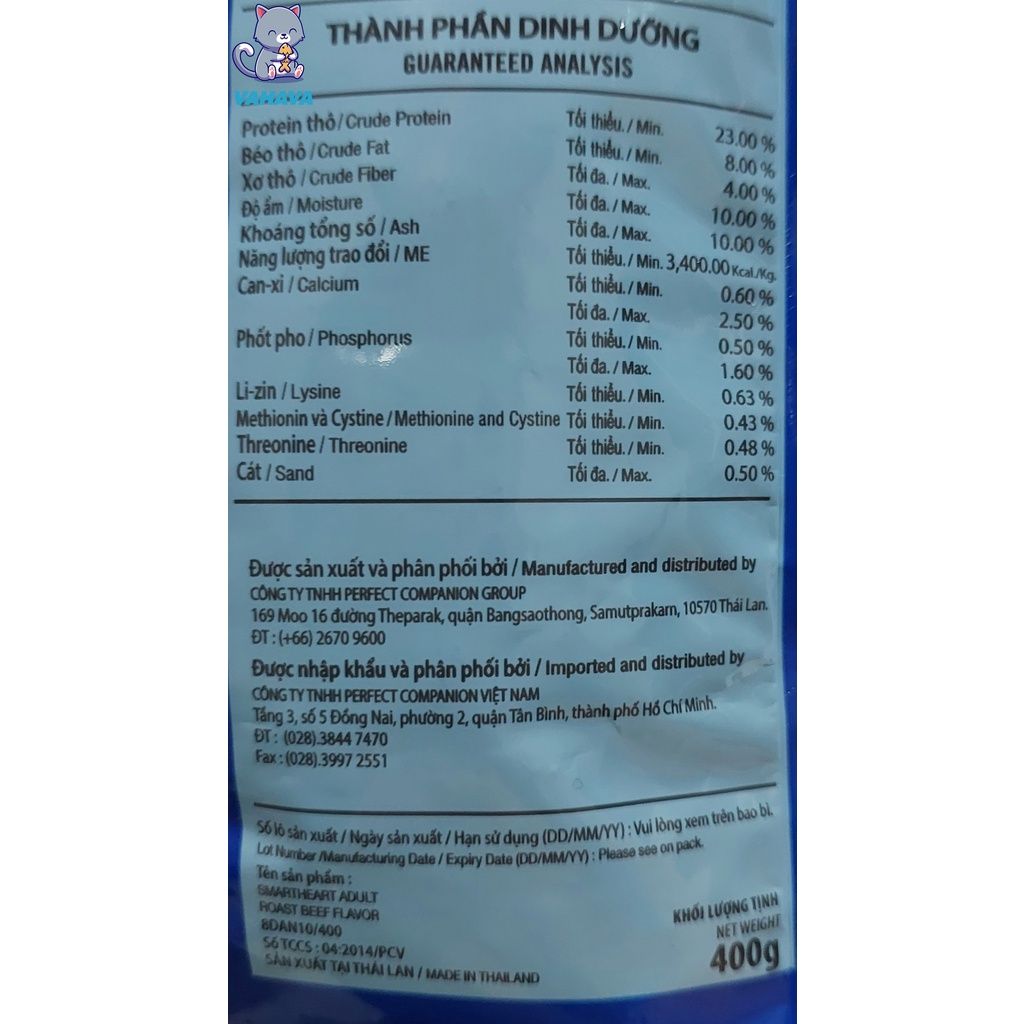 VAHAVA
THÀNH PHẦN DINH DƯỠNG
GUARANTEED ANALYSIS
Protein thô/Crude Protein Tối thiểu./ Min. 23.00 %
Béo thô/Crude Fat Tối thiểu./ Min. 8.00 %
Xơ thô / Crude Fiber Tối đa. / Max. 4.00 %
Độ ẩm / Moisture Tối đa. / Max. 10.00 %
Khoáng tổng số / Ash Tối đa. / Max. 10.00 %
Năng lượng trao đổi / ME Tối thiểu./ Min. 3,400.00 Kcal./Kg.
Can-xi / Calcium Tối thiểu./ Min. 0.60 %
Tối đa. / Max. 2.50 %
Phốt pho / Phosphorus Tối thiểu./ Min. 0.50 %
Tối đa. / Max. 1.60 %
Li-zin / Lysine Tối thiểu./ Min. 0.63 %
Methionin và Cystine / Methionine and Cystine Tối thiểu./ Min. 0.43 %
Threonine / Threonine Tối thiểu./ Min. 0.48 %
Cát / Sand Tối đa. / Max. 0.50 %
Được sản xuất và phân phối bởi / Manufactured and distributed by
CÔNG TY TNHH PERFECT COMPANION GROUP
169 Moo 16 đường Theparak, quận Bangsaothong, Samutprakarn, 10570 Thái Lan.
ĐT : (+66) 2670 9600
Được nhập khẩu và phân phối bởi / Imported and distributed by
CÔNG TY TNHH PERFECT COMPANION VIỆT NAM
Tầng 3, số 5 Đồng Nai, phường 2, quận Tân Bình, thành phố Hồ Chí Minh.
ĐT : (028).3844 7470
Fax : (028).3997 2551
Số lô sản xuất / Ngày sản xuất / Hạn sử dụng (DD/MM/YY) : Vui lòng xem trên bao bì.
Lot Number /Manufacturing Date / Expiry Date (DD/MM/YY) : Please see on pack.
Tên sản phẩm :
SMARTHEART ADULT
ROAST BEEF FLAVOR
8DAN10/400
Số TCCS : 04:2014/PCV
SẢN XUẤT TẠI THÁI LAN / MADE IN THAILAND
KHỐI LƯỢNG TỊNH
NET WEIGHT
400g